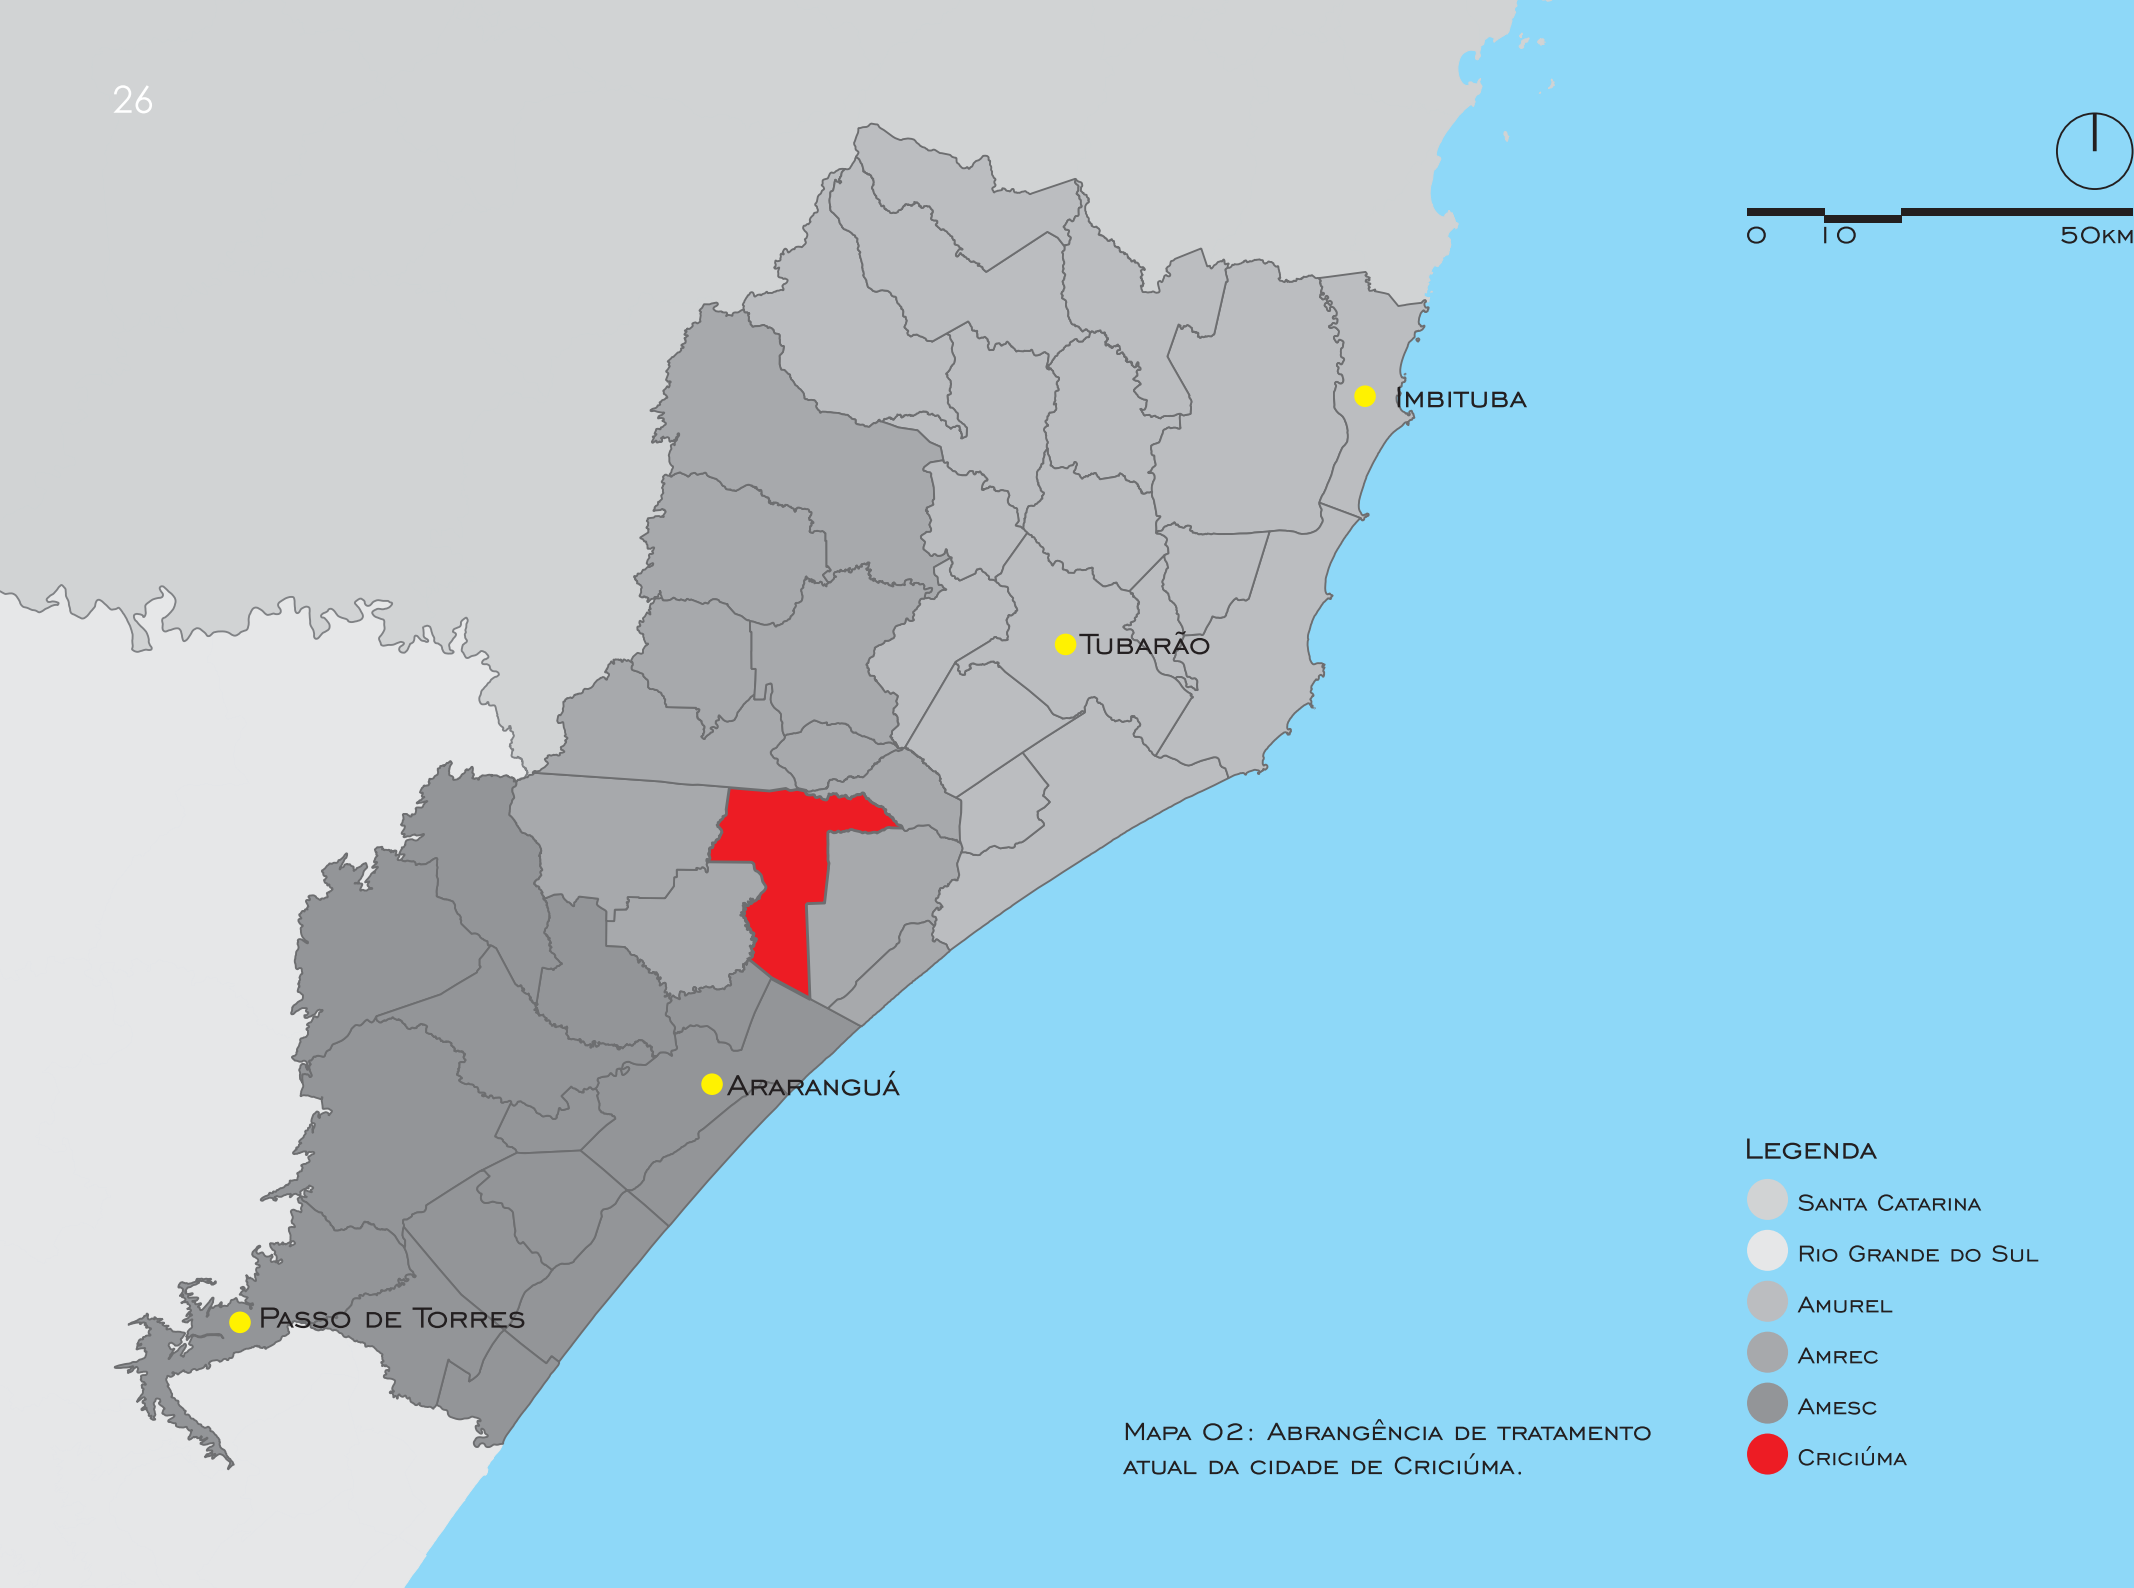 26
0 10 50km
Imbituba
Tubarão
Araranguá
Passo de Torres
Legenda
Santa Catarina
Rio Grande do Sul
Amurel
Amrec
Amesc
Criciúma
Mapa 02: Abrangência de tratamento
atual da cidade de Criciúma.